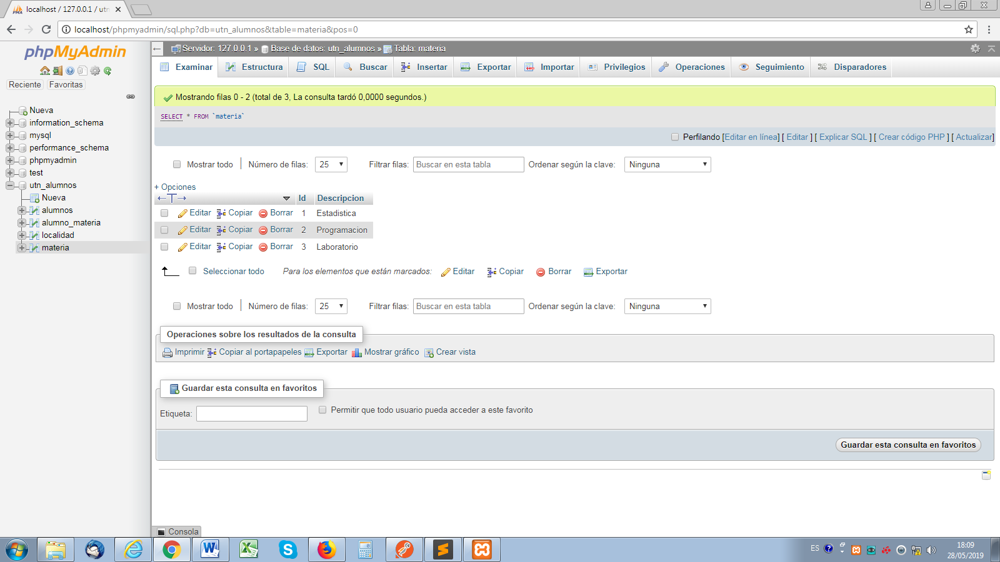 localhost / 127.0.0.1 / utn
localhost/phpmyadmin/sql.php?db=utn_alumnos&table=materia&pos=0
phpMyAdmin
Reciente Favoritas
Nueva
information_schema
mysql
performance_schema
phpmyadmin
test
utn_alumnos
Nueva
alumnos
alumno_materia
localidad
materia
Servidor: 127.0.0.1 » Base de datos: utn_alumnos » Tabla: materia
Examinar Estructura SQL Buscar Insertar Exportar Importar Privilegios Operaciones Seguimiento Disparadores
Mostrando filas 0 - 2 (total de 3, La consulta tardó 0,0000 segundos.)
SELECT * FROM `materia`
Perfilando [Editar en línea] [ Editar ] [ Explicar SQL ] [ Crear código PHP ] [ Actualizar]
Mostrar todo | Número de filas: 25 Filtrar filas: Buscar en esta tabla Ordenar según la clave: Ninguna
+ Opciones
←T→ Id Descripcion
Editar Copiar Borrar 1 Estadistica
Editar Copiar Borrar 2 Programacion
Editar Copiar Borrar 3 Laboratorio
Seleccionar todo Para los elementos que están marcados: Editar Copiar Borrar Exportar
Mostrar todo | Número de filas: 25 Filtrar filas: Buscar en esta tabla Ordenar según la clave: Ninguna
Operaciones sobre los resultados de la consulta
Imprimir Copiar al portapapeles Exportar Mostrar gráfico Crear vista
Guardar esta consulta en favoritos
Etiqueta: Permitir que todo usuario pueda acceder a este favorito
Guardar esta consulta en favoritos
Consola
ES 18:09
28/05/2019